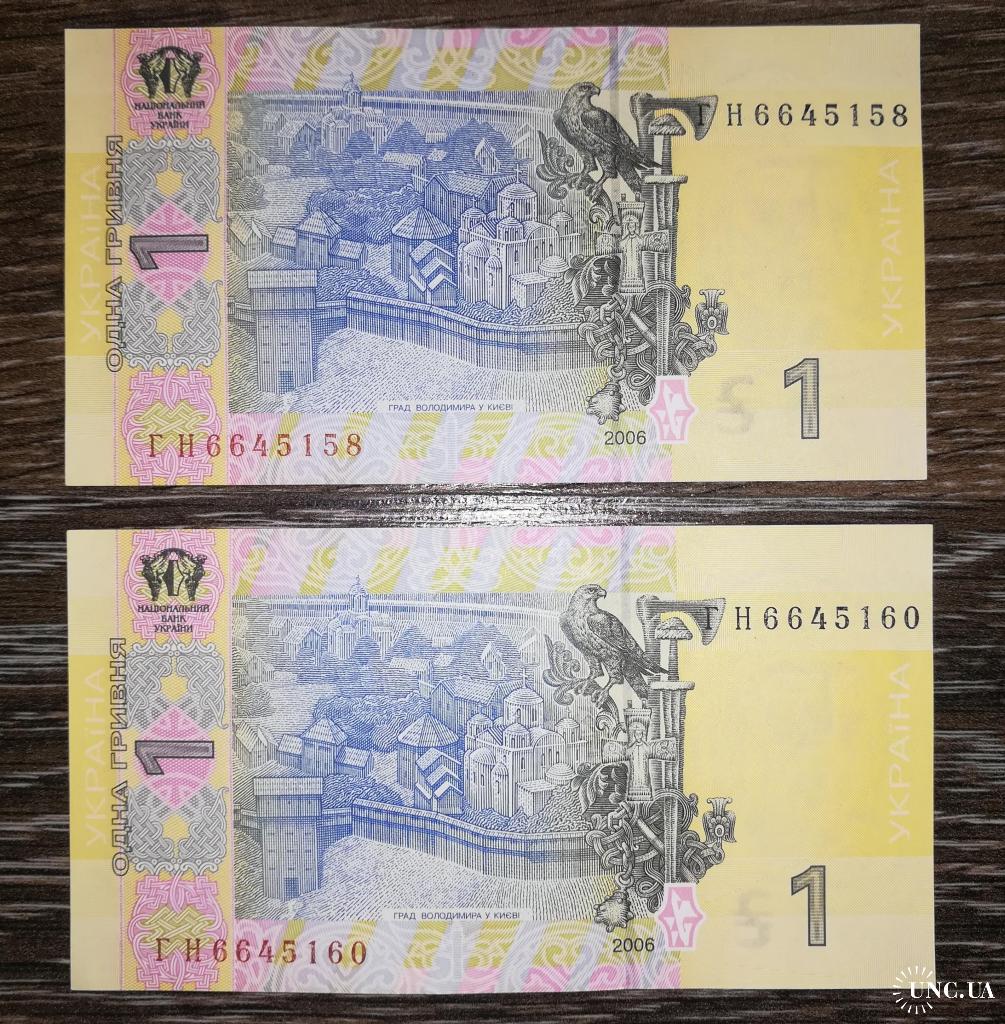 НАЦІОНАЛЬНИЙ
БАНК
УКРАЇНИ
ГН6645158
УКРАЇНА
ОДНА ГРИВНЯ
1
УКРАЇНА
ГРАД ВОЛОДИМИРА У КИЄВІ
1
ГН6645158
2006
НАЦІОНАЛЬНИЙ
БАНК
УКРАЇНИ
ГН6645160
УКРАЇНА
ОДНА ГРИВНЯ
1
УКРАЇНА
ГРАД ВОЛОДИМИРА У КИЄВІ
1
ГН6645160
2006
UNC.UA